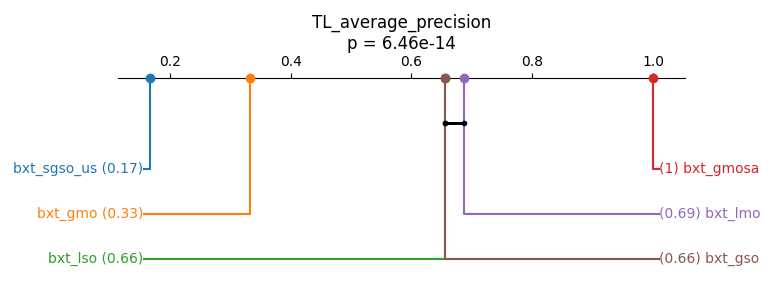 TL_average_precision
p = 6.46e-14
0.2 0.4 0.6 0.8 1.0
bxt_sgso_us (0.17) (1) bxt_gmosa
bxt_gmo (0.33) (0.69) bxt_lmo
bxt_lso (0.66) (0.66) bxt_gso